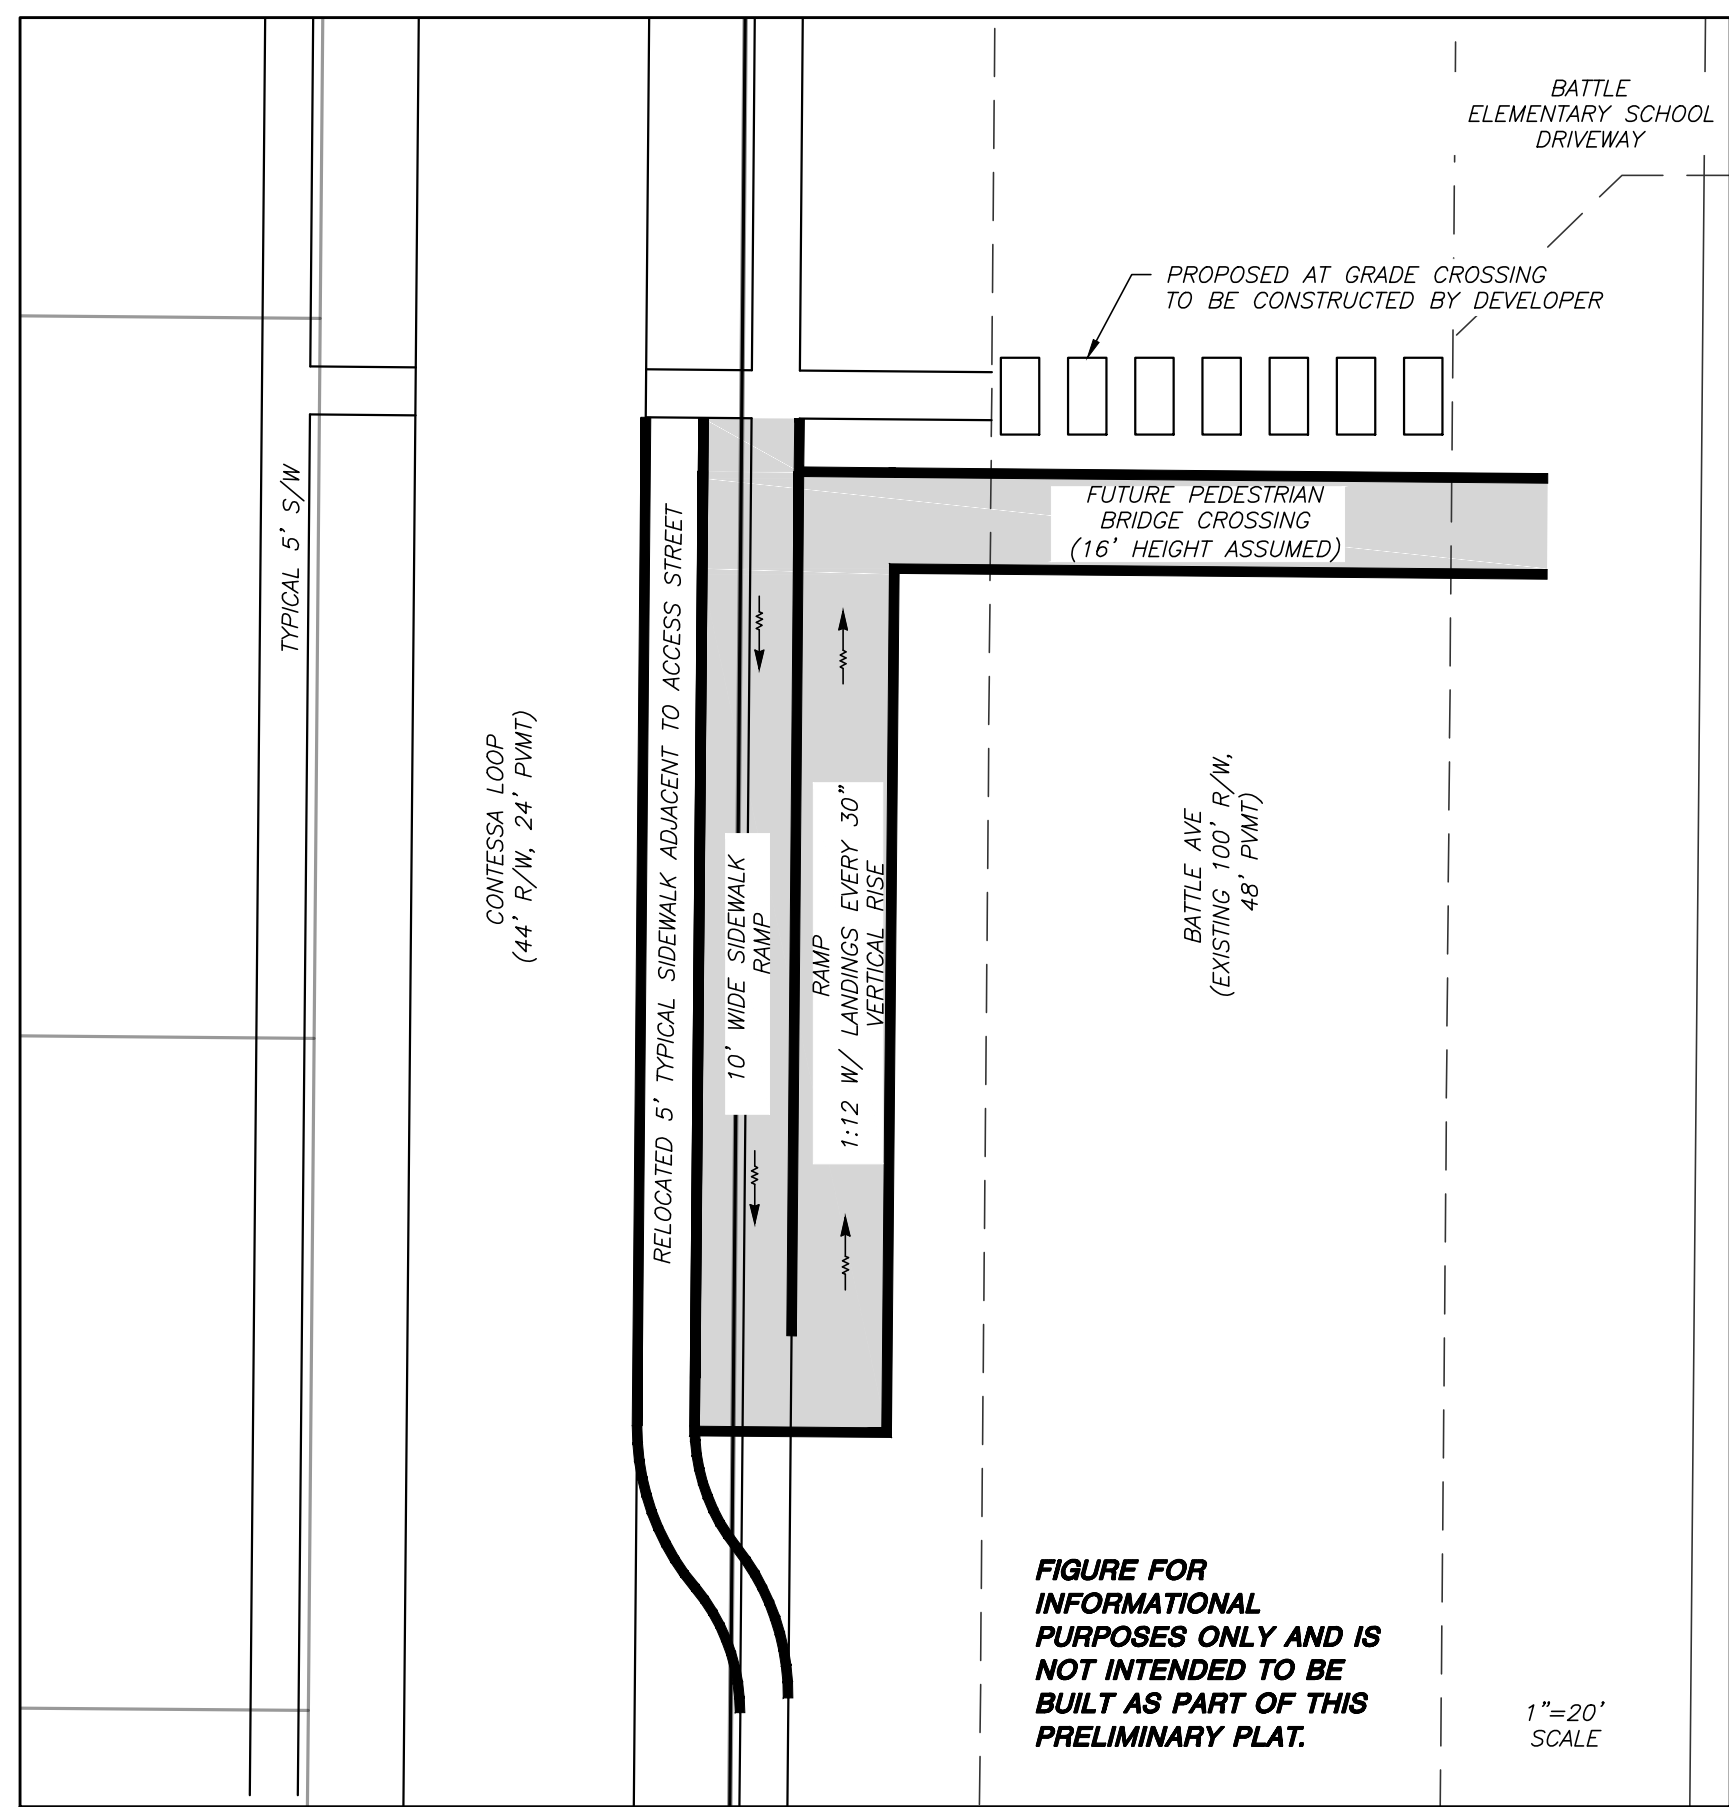 BATTLE
ELEMENTARY SCHOOL
DRIVEWAY
PROPOSED AT GRADE CROSSING
TO BE CONSTRUCTED BY DEVELOPER
FUTURE PEDESTRIAN
BRIDGE CROSSING
(16' HEIGHT ASSUMED)
TYPICAL 5' S/W
CONTESSA LOOP
(44' R/W, 24' PVMT)
RELOCATED 5' TYPICAL SIDEWALK ADJACENT TO ACCESS STREET
10' WIDE SIDEWALK
RAMP
RAMP
1:12 W/ LANDINGS EVERY 30"
VERTICAL RISE
BATTLE AVE
(EXISTING 100' R/W,
48' PVMT)
FIGURE FOR
INFORMATIONAL
PURPOSES ONLY AND IS
NOT INTENDED TO BE
BUILT AS PART OF THIS
PRELIMINARY PLAT.
1"=20'
SCALE